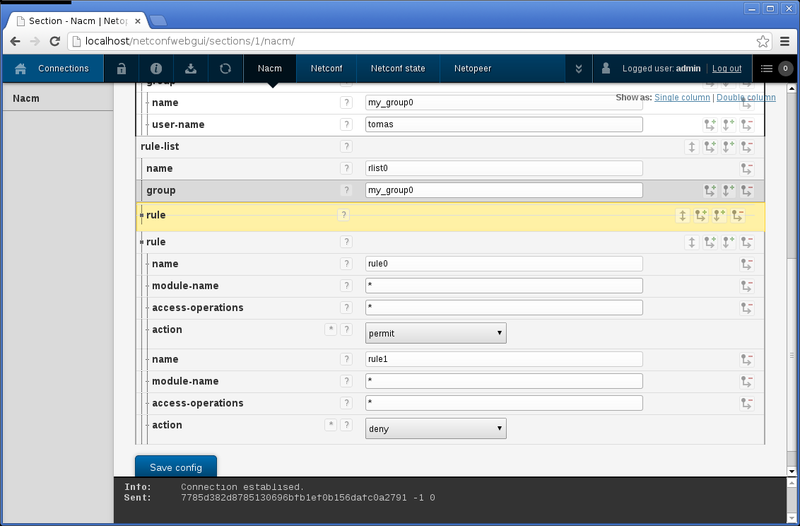 Section - Nacm | Netop
localhost/netconfwebgui/sections/1/nacm/
Connections Nacm Netconf Netconf state Netopeer Logged user: admin | Log out 0
Nacm
group
Show as: Single column | Double column
name ? my_group0
user-name ? tomas
rule-list ?
name ? rlist0
group ? my_group0
rule ?
rule ?
name ? rule0
module-name ? *
access-operations ? *
action * ? permit
name ? rule1
module-name ? *
access-operations ? *
action * ? deny
Save config
Info: Connection establised.
Sent: 7785d382d8785130696bfb1ef0b156dafc0a2791 -1 0